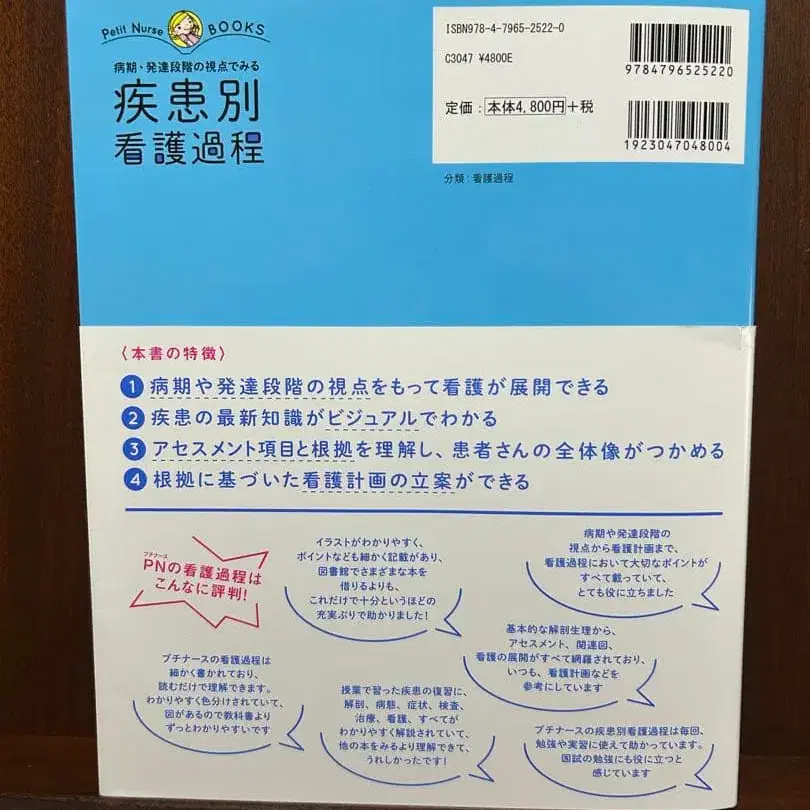 Petit Nurse BOOKS
病期・発達段階の視点でみる
疾患別
看護過程
ISBN978-4-7965-2522-0
C3047 ¥4800E
定価：本体4,800円+税
9784796525220
1923047048004
分類：看護過程
〈本書の特徴〉
1 病期や発達段階の視点をもって看護が展開できる
2 疾患の最新知識がビジュアルでわかる
3 アセスメント項目と根拠を理解し、患者さんの全体像がつかめる
4 根拠に基づいた看護計画の立案ができる
プチナース
PNの看護過程は
こんなに評判!
イラストがわかりやすく、
ポイントなども細かく記載があり、
図書館でさまざまな本を
借りるよりも、
これだけで十分というほどの
充実ぶりで助かりました!
病期や発達段階の
視点から看護計画まで、
看護過程において大切なポイントが
すべて載っていて、
とても役に立ちました
基本的な解剖生理から、
アセスメント、関連図、
看護の展開がすべて網羅されており、
いつも、看護計画などを
参考にしています
プチナースの看護過程は
細かく書かれており、
読むだけで理解できます。
わかりやすく色分けされていて、
図があるので教科書より
ずっとわかりやすいです
授業で習った疾患の復習に、
解剖、病態、症状、検査、
治療、看護、すべてが
わかりやすく解説されていて、
他の本をみるより理解できて、
うれしかったです!
プチナースの疾患別看護過程は毎回、
勉強や実習に使えて助かっています。
国試の勉強にも役に立つと
感じています